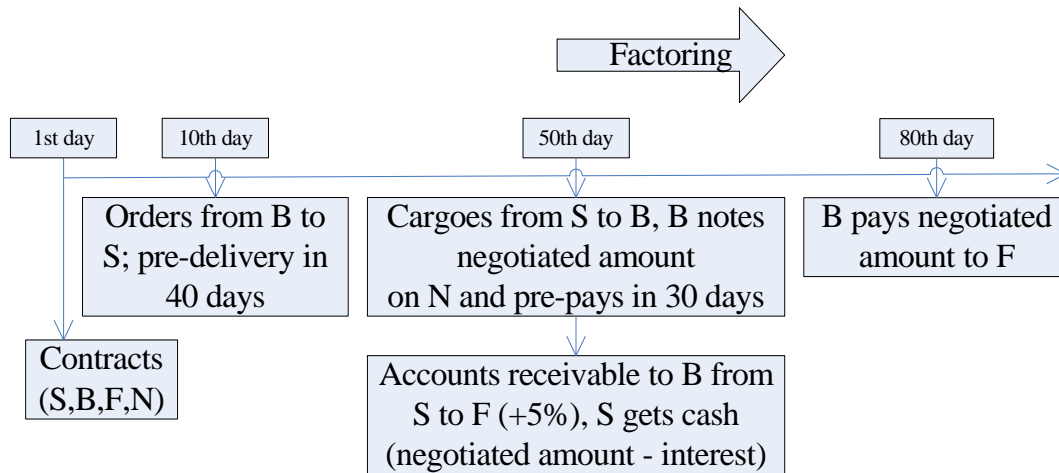 Factoring
1st day
10th day
50th day
80th day
Orders from B to
S; pre-delivery in
40 days
Cargoes from S to B, B notes
negotiated amount
on N and pre-pays in 30 days
B pays negotiated
amount to F
Contracts
(S,B,F,N)
Accounts receivable to B from
S to F (+5%), S gets cash
(negotiated amount - interest)